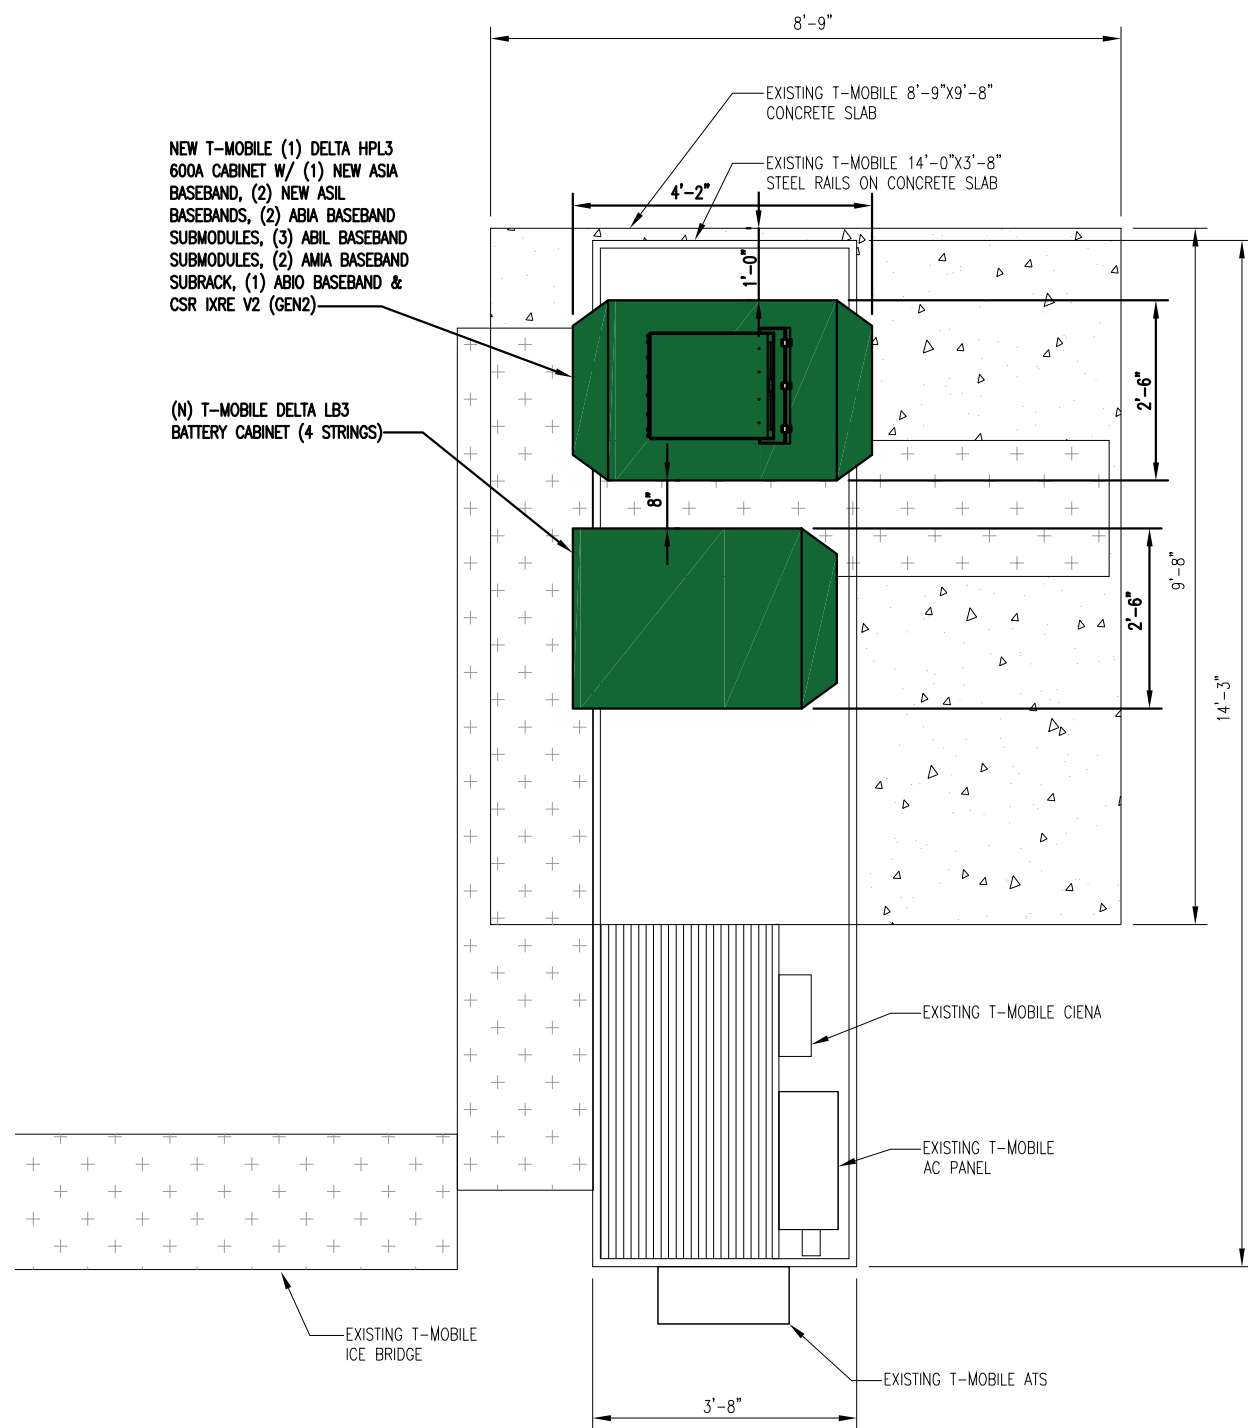 8'-9"
EXISTING T-MOBILE 8'-9"X9'-8"
CONCRETE SLAB
NEW T-MOBILE (1) DELTA HPL3
600A CABINET W/ (1) NEW ASIA
BASEBAND, (2) NEW ASIL
BASEBANDS, (2) ABIA BASEBAND
SUBMODULES, (3) ABIL BASEBAND
SUBMODULES, (2) AMIA BASEBAND
SUBRACK, (1) ABIO BASEBAND &
CSR IXRE V2 (GEN2)
EXISTING T-MOBILE 14'-0"X3'-8"
STEEL RAILS ON CONCRETE SLAB
4'-2"
1'-0"
2'-6"
(N) T-MOBILE DELTA LB3
BATTERY CABINET (4 STRINGS)
8"
2'-6"
9'-8"
14'-3"
EXISTING T-MOBILE CIENA
EXISTING T-MOBILE
AC PANEL
EXISTING T-MOBILE
ICE BRIDGE
EXISTING T-MOBILE ATS
3'-8"